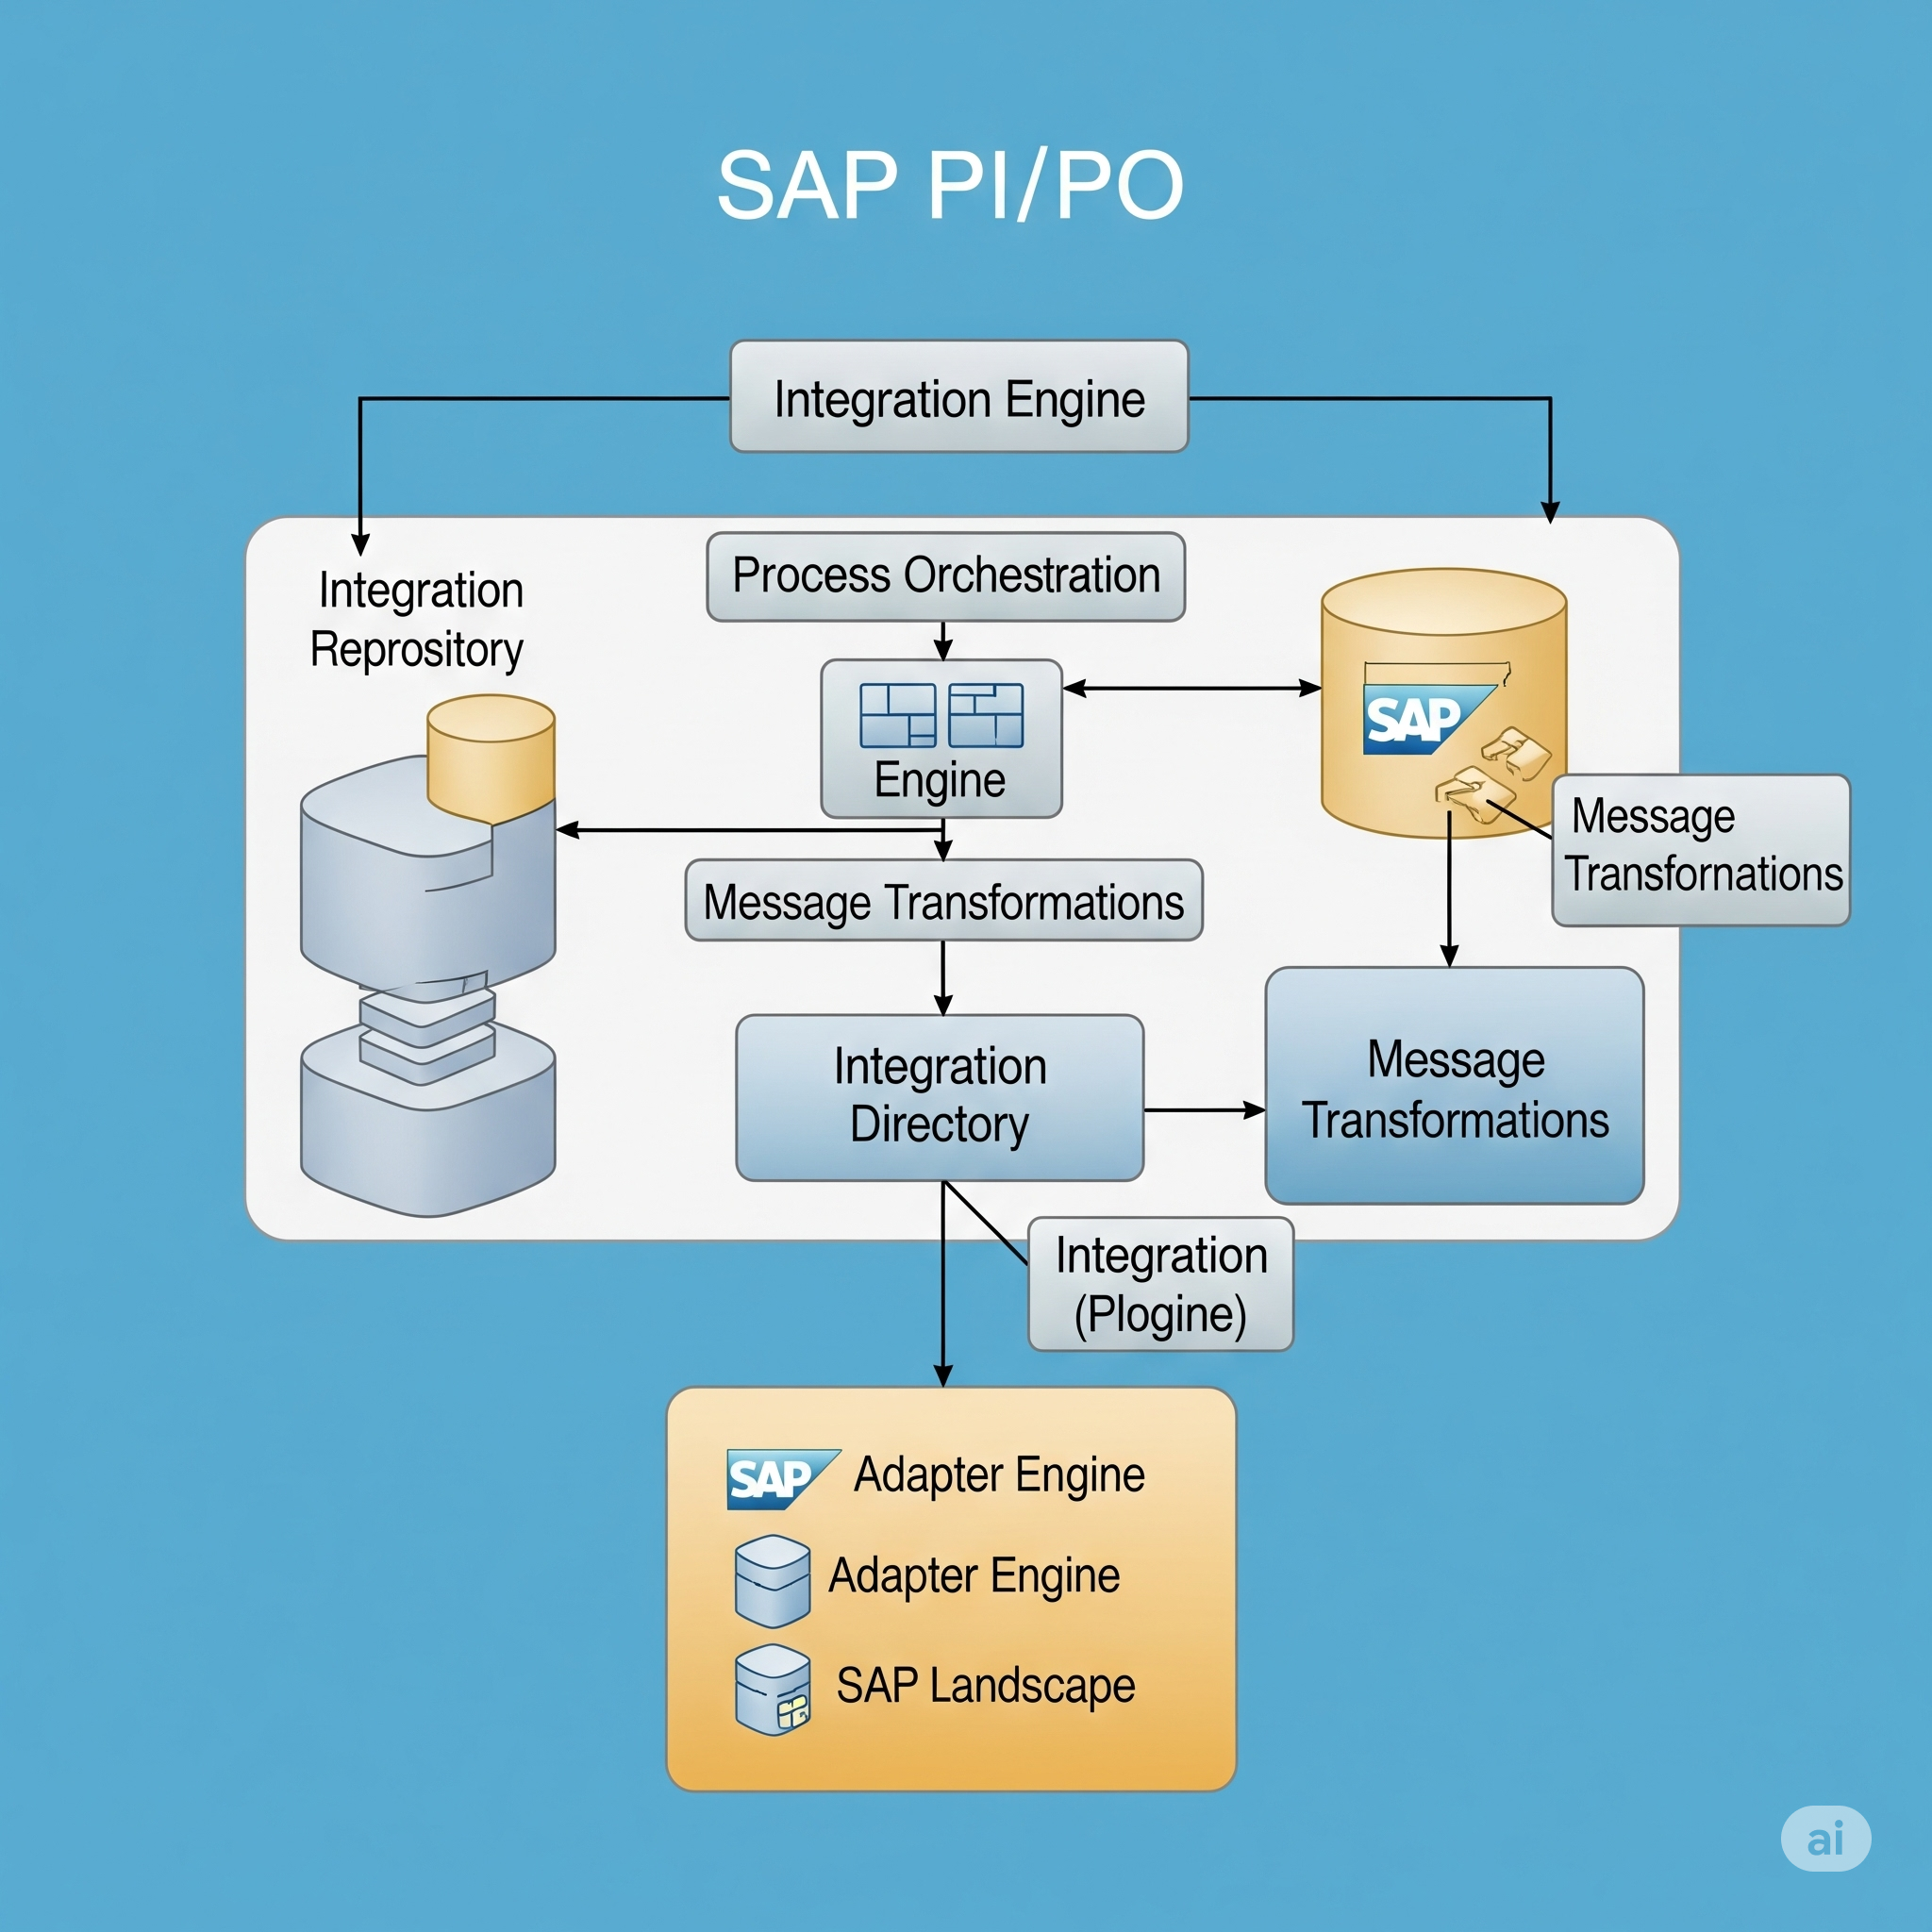 SAP PI/PO
Integration Engine
Process Orchestration
Integration
Reprository
Engine
SAP
Message
Transfornations
Message Transformations
Integration
Directory
Message
Transformations
Integration
(Plogine)
SAP Adapter Engine
Adapter Engine
SAP Landscape
ai